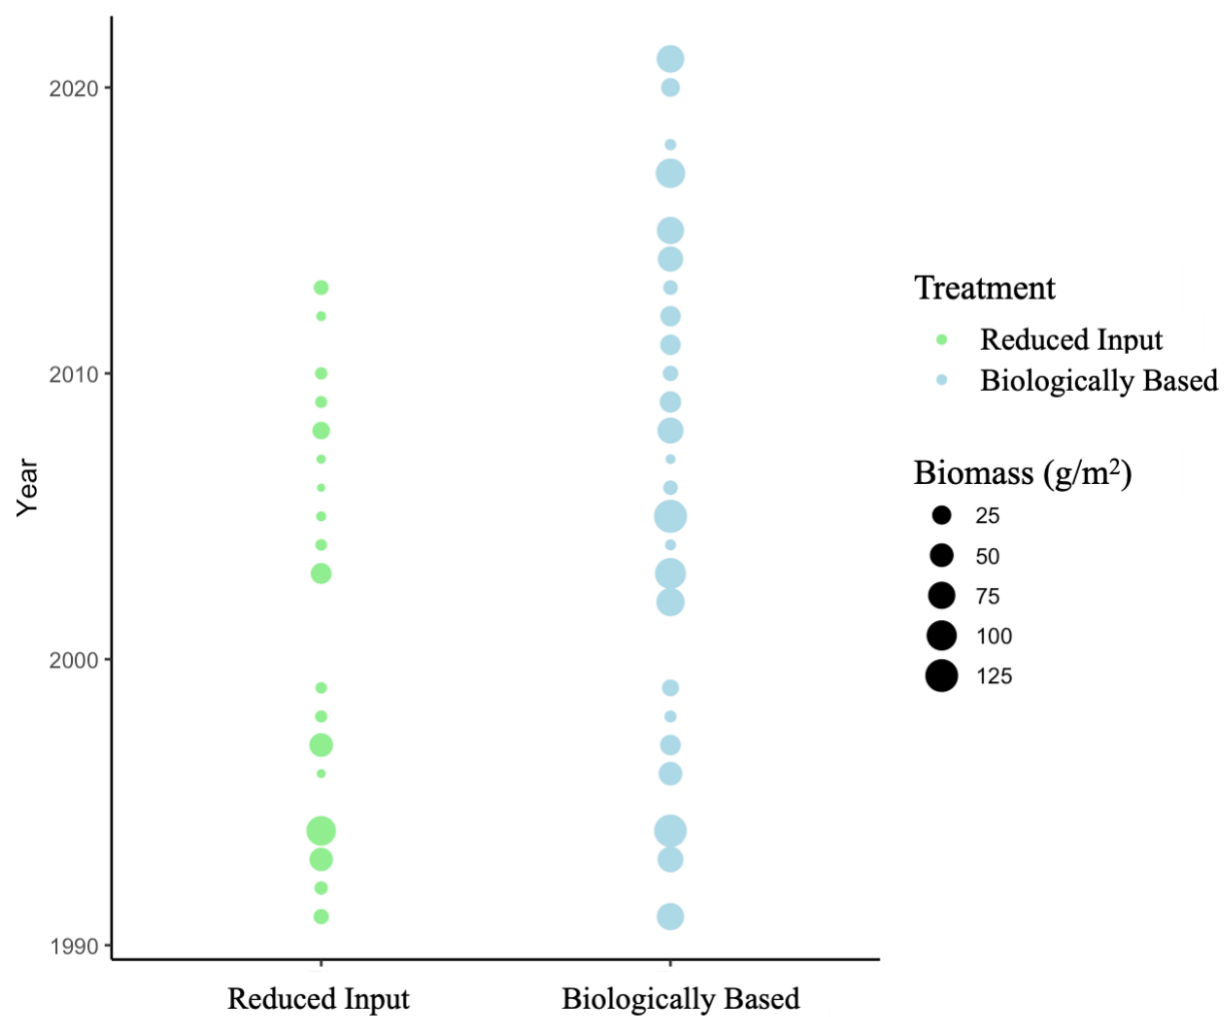 2020
2010
2000
1990
Year
Reduced Input
Biologically Based
Treatment
Reduced Input
Biologically Based
Biomass (g/m²)
25
50
75
100
125